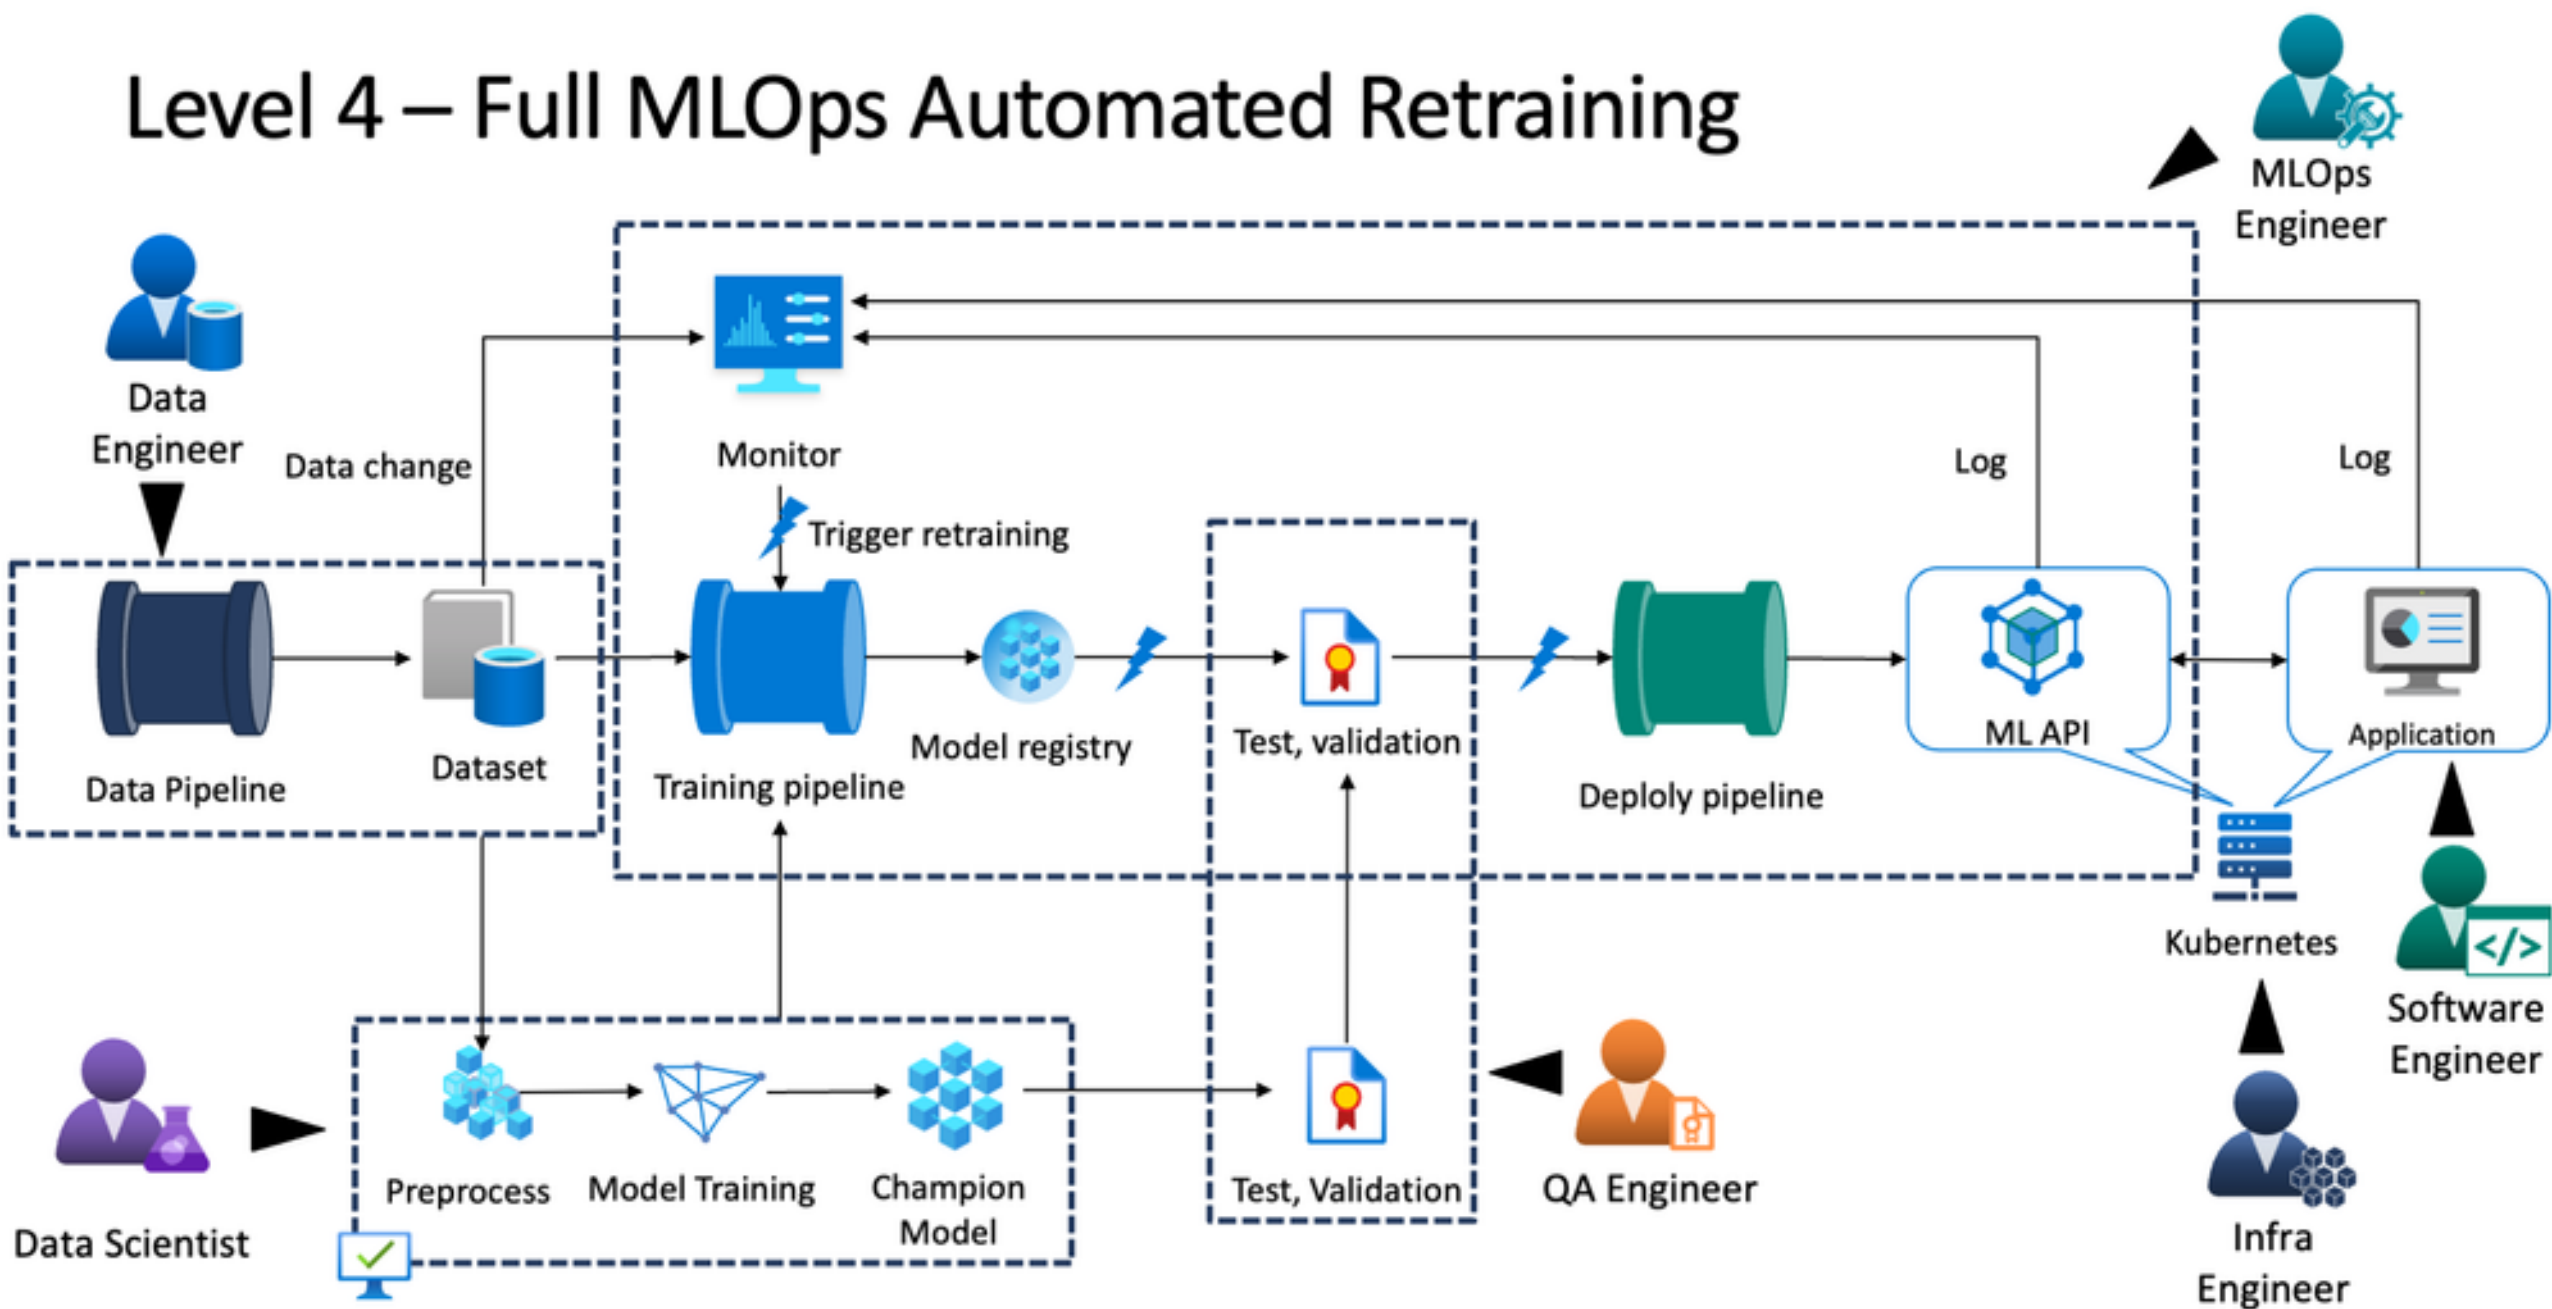 Level 4 – Full MLOps Automated Retraining
MLOps
Engineer
Data
Engineer
Data change
Monitor
Log
Log
Trigger retraining
Data Pipeline
Dataset
Training pipeline
Model registry
Test, validation
Deploly pipeline
ML API
Application
Kubernetes
</>
Software
Engineer
Data Scientist
Preprocess
Model Training
Champion
Model
Test, Validation
QA Engineer
Infra
Engineer